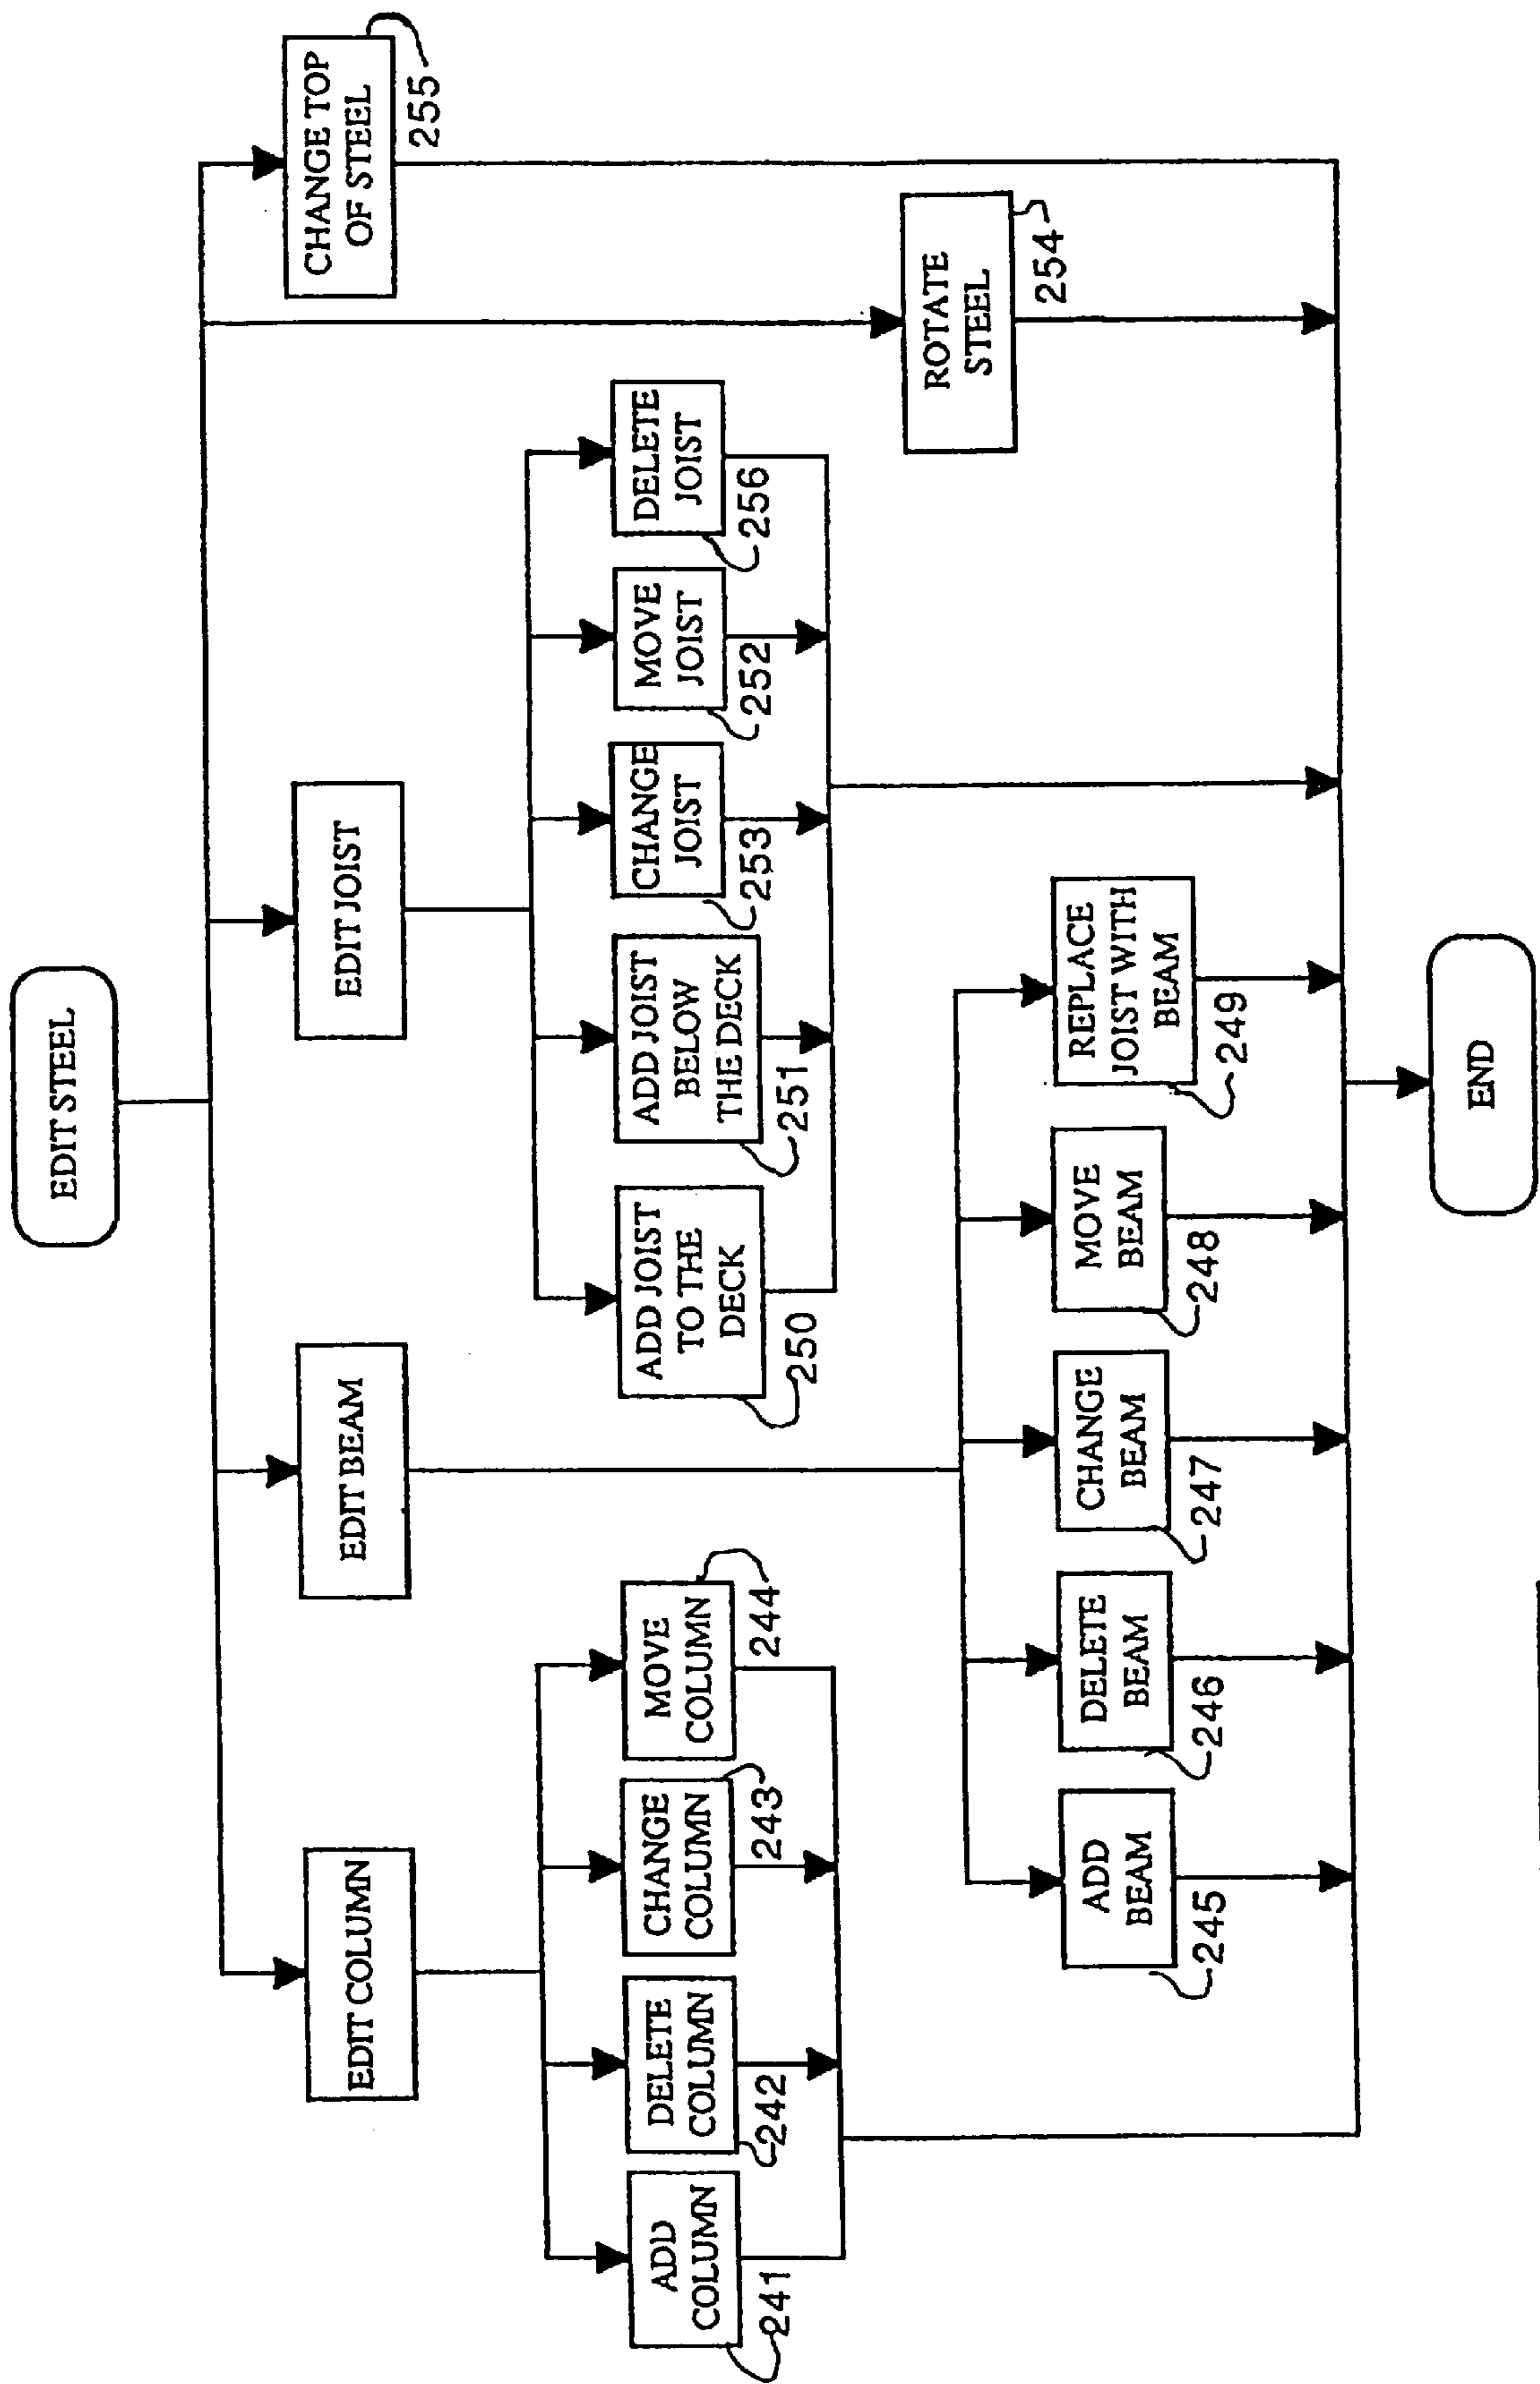 EDIT STEEL
EDIT COLUMN
EDIT BEAM
EDIT JOIST
CHANGE TOP
OF STEEL
255
ADD
COLUMN
241
DELETE
COLUMN
242
CHANGE
COLUMN
243
MOVE
COLUMN
244
ADD JOIST
TO THE
DECK
250
ADD JOIST
BELOW
THE DECK
251
CHANGE
JOIST
253
MOVE
JOIST
252
DELETE
JOIST
256
ROTATE
STEEL
254
ADD
BEAM
245
DELETE
BEAM
246
CHANGE
BEAM
247
MOVE
BEAM
248
REPLACE
JOIST WITH
BEAM
249
END